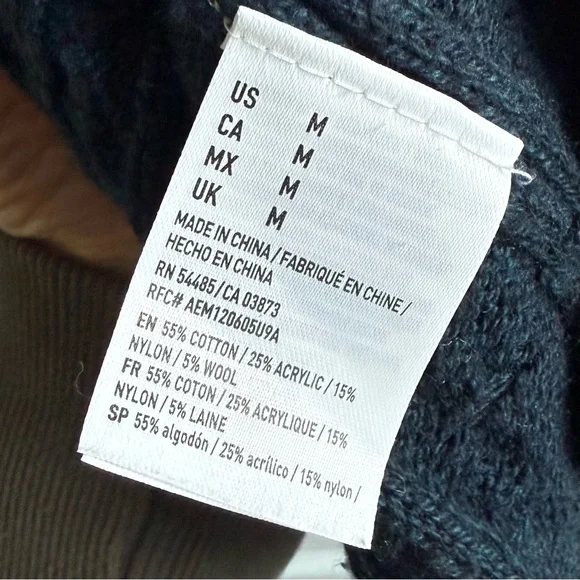 US M
CA M
MX M
UK M
MADE IN CHINA / FABRIQUÉ EN CHINE /
HECHO EN CHINA
RN 54485 / CA 03873
RFC# AEM120605U9A
EN 55% COTTON / 25% ACRYLIC / 15%
NYLON / 5% WOOL
FR 55% COTON / 25% ACRYLIQUE / 15%
NYLON / 5% LAINE
SP 55% algodón / 25% acrílico / 15% nylon /